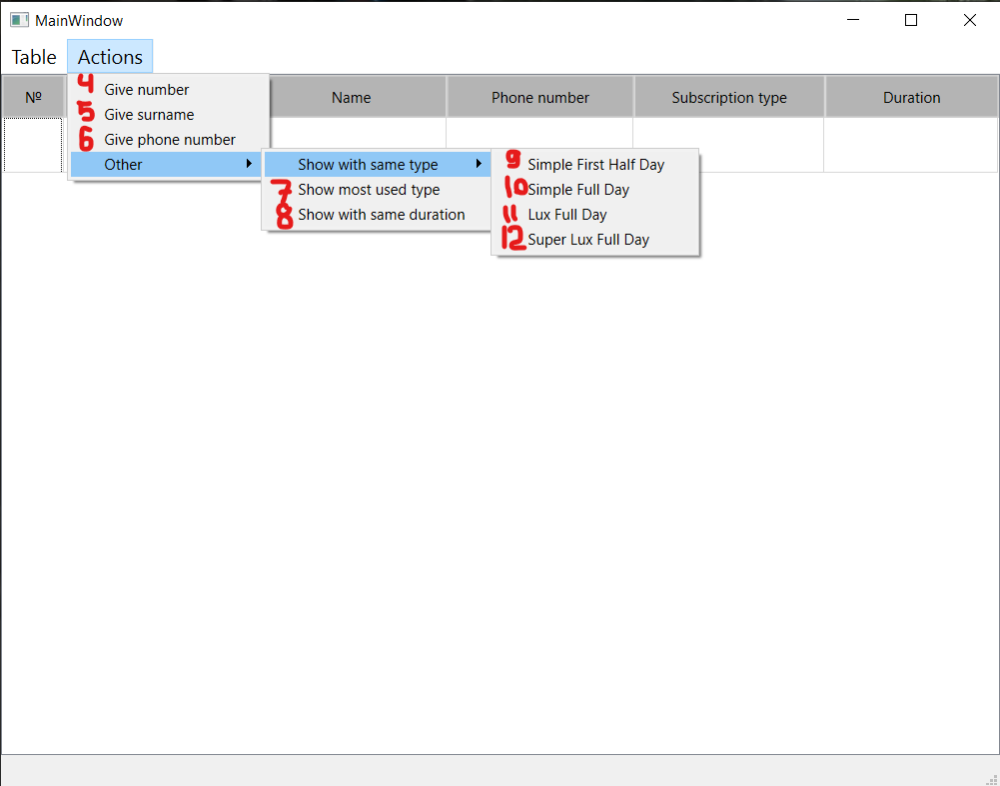 MainWindow
Table Actions
№ Name Phone number Subscription type Duration
4 Give number
5 Give surname
6 Give phone number
Other
Show with same type
7 Show most used type
8 Show with same duration
9 Simple First Half Day
10 Simple Full Day
11 Lux Full Day
12 Super Lux Full Day